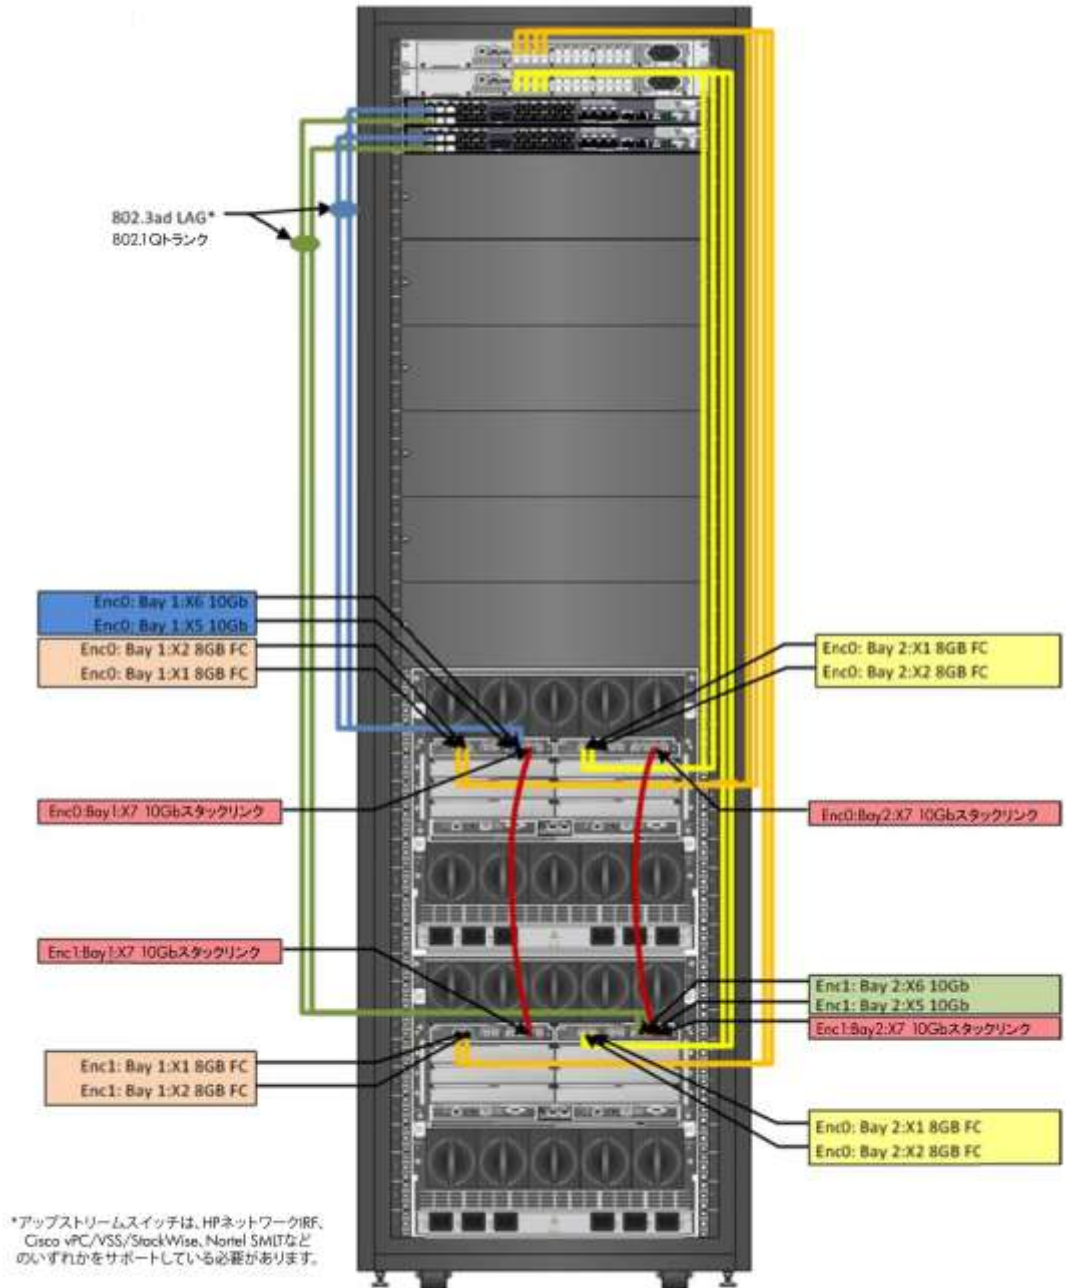 802.3ad LAG*
802.1Qトランク
Enc0: Bay 1:X6 10Gb
Enc0: Bay 1:X5 10Gb
Enc0: Bay 1:X2 8GB FC
Enc0: Bay 1:X1 8GB FC
Enc0: Bay 2:X1 8GB FC
Enc0: Bay 2:X2 8GB FC
Enc0:Bay1:X7 10Gbスタックリンク
Enc0:Bay2:X7 10Gbスタックリンク
Enc1:Bay1:X7 10Gbスタックリンク
Enc1: Bay 2:X6 10Gb
Enc1: Bay 2:X5 10Gb
Enc1:Bay2:X7 10Gbスタックリンク
Enc1: Bay 1:X1 8GB FC
Enc1: Bay 1:X2 8GB FC
Enc0: Bay 2:X1 8GB FC
Enc0: Bay 2:X2 8GB FC
*アップストリームスイッチは、HPネットワークIRF、
Cisco vPC/VSS/StackWise、Nortel SMLTなど
のいずれかをサポートしている必要があります。